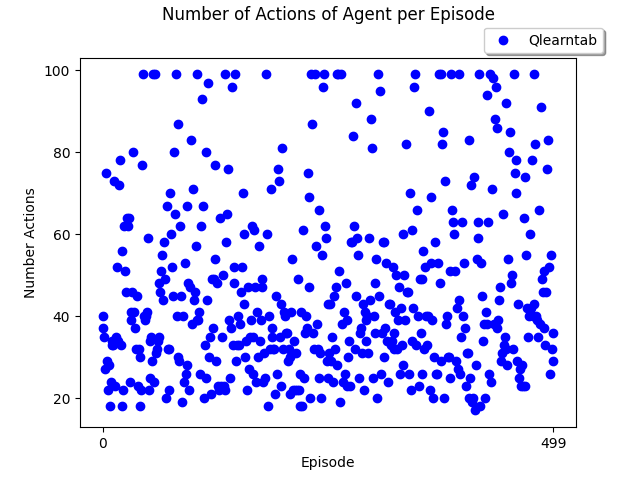 Number of Actions of Agent per Episode
Qlearntab
100
80
60
40
20
Number Actions
0
499
Episode